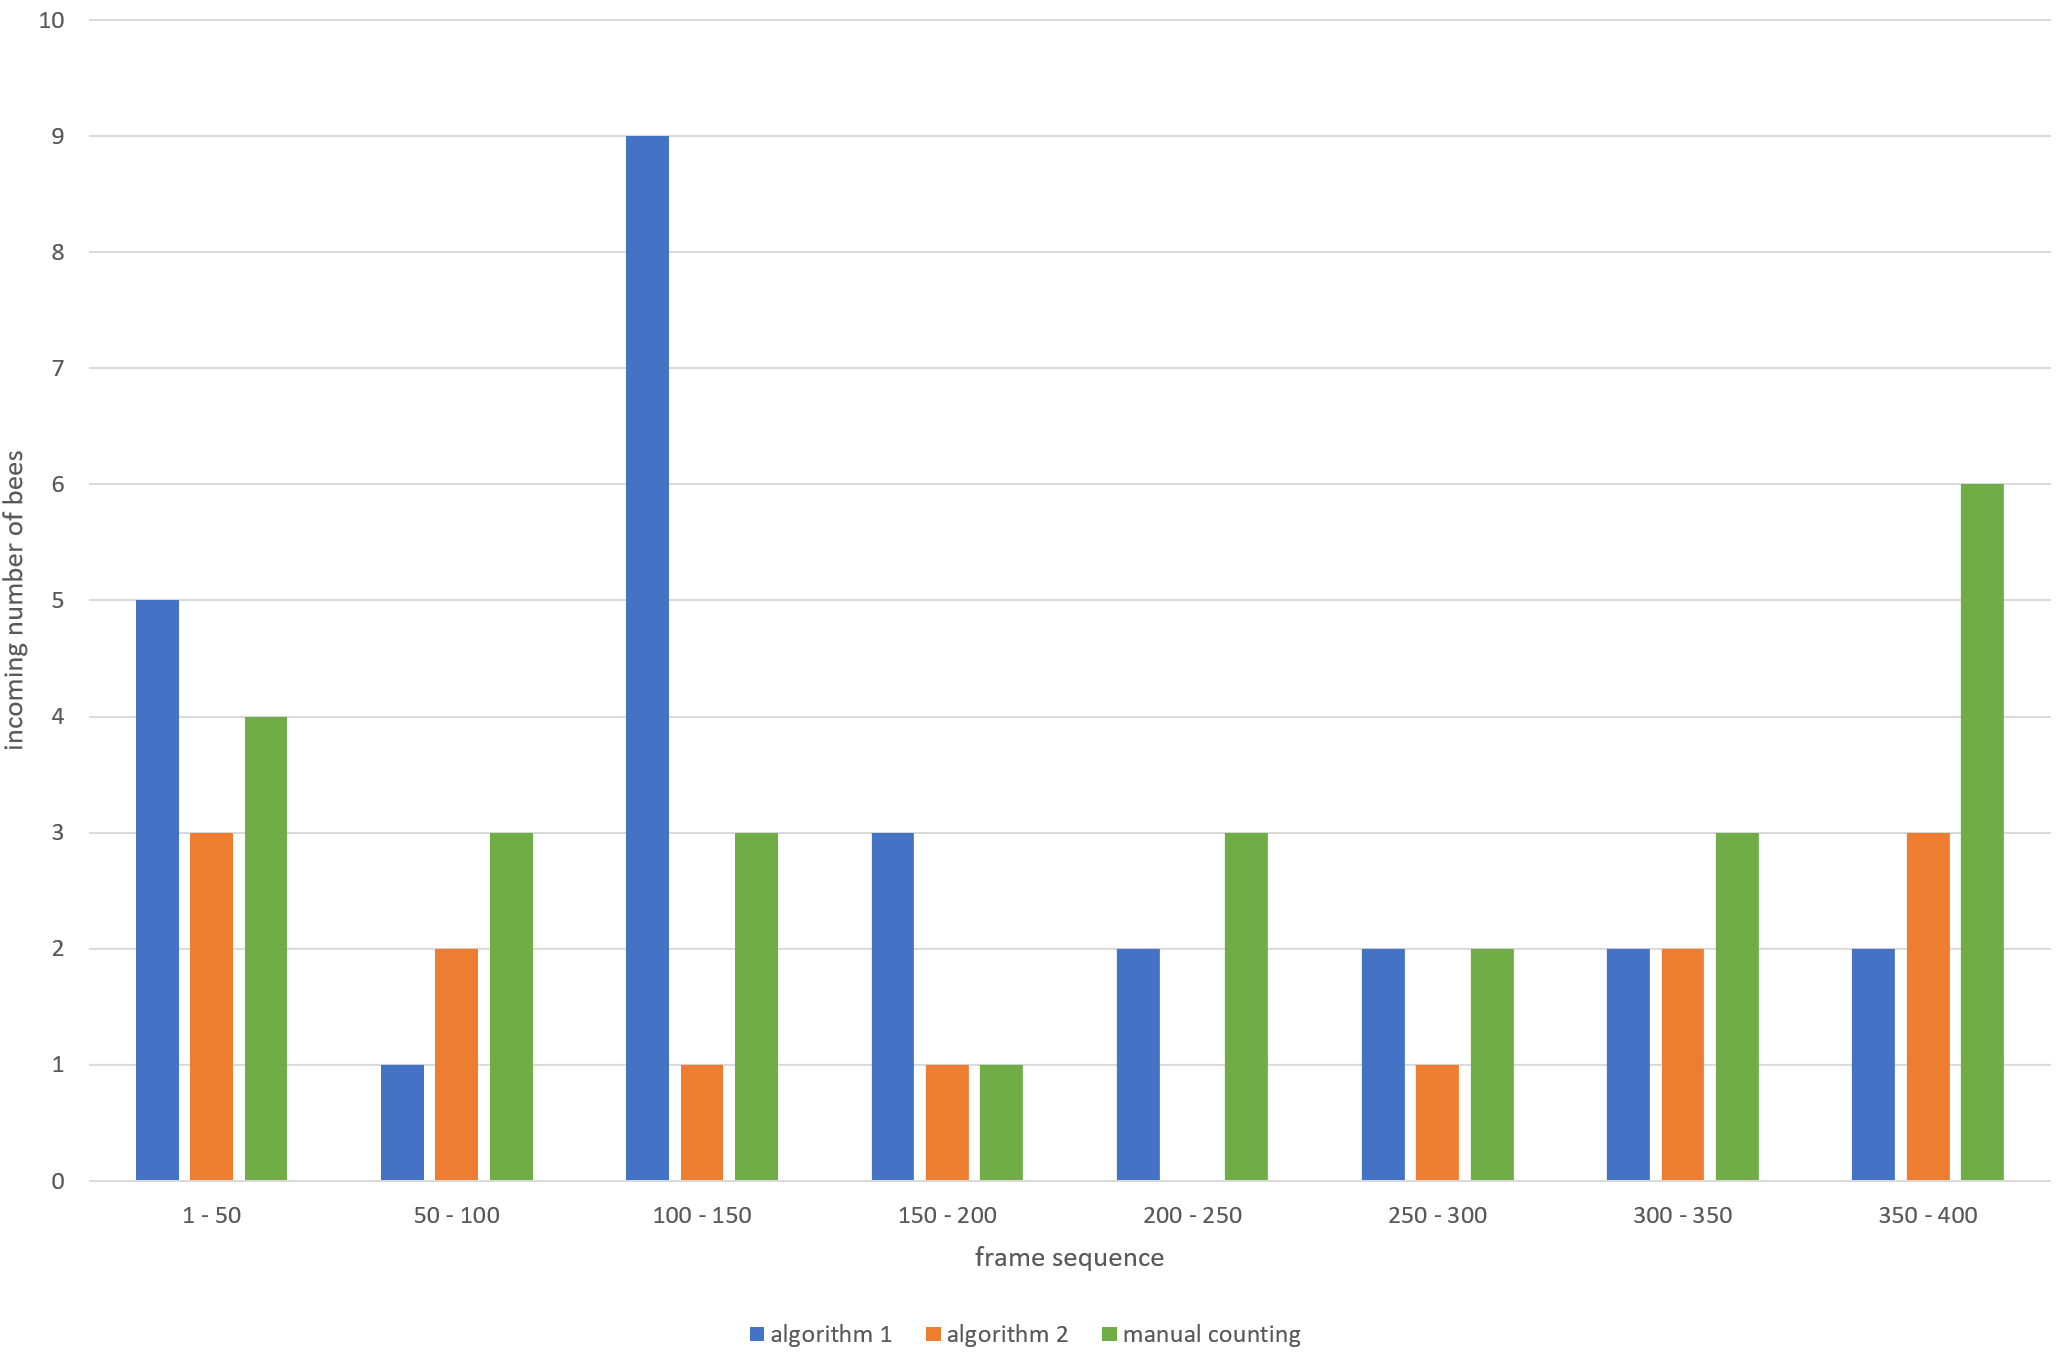 10
9
8
7
6
5
4
3
2
1
0
incoming number of bees
1 - 50
50 - 100
100 - 150
150 - 200
200 - 250
250 - 300
300 - 350
350 - 400
frame sequence
algorithm 1
algorithm 2
manual counting